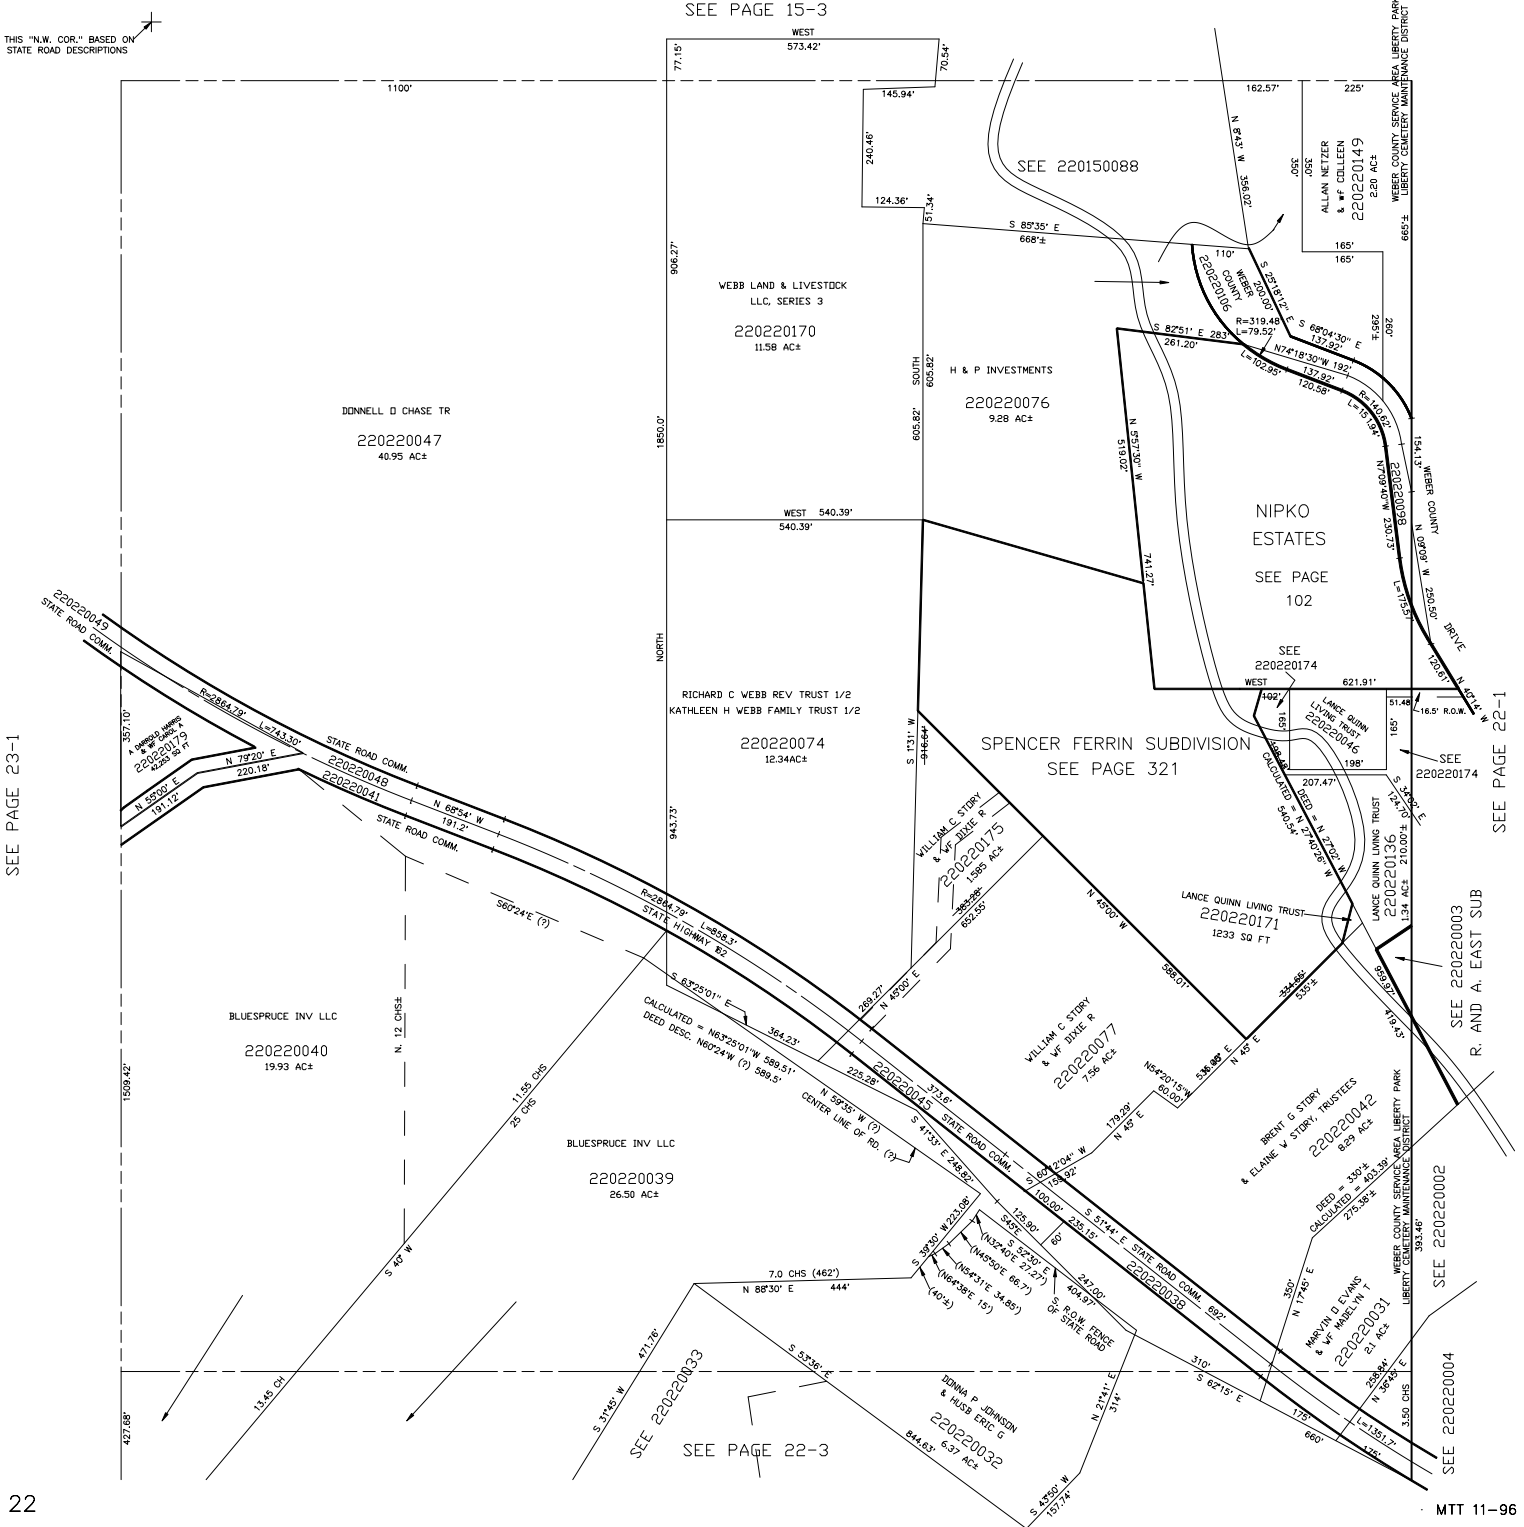 SEE PAGE 15-3
THIS "N.W. COR." BASED ON
STATE ROAD DESCRIPTIONS
WEST
573.42'
77.15'
70.54'
1100'
145.94'
240.46'
124.36'
51.34'
162.57'
225'
N 8°43' W 356.02'
350'
350'
ALLAN NETZER
& WF COLLEEN
220220149
2.20 AC±
WEBER COUNTY SERVICE AREA LIBERTY PARK
LIBERTY CEMETERY MAINTENANCE DISTRICT
665'±
165'
165'
SEE 220150088
S 85°35' E
668'±
110'
906.27'
WEBB LAND & LIVESTOCK
LLC, SERIES 3
220220170
11.58 AC±
SOUTH
605.82'
605.82'
220220106
WEBER
COUNTY
S 25°18'12" E
200.00'
R=319.48'
L=79.52'
S 68°04'30" E
137.92'
295'±
260'
S 82°51' E 283'
261.20'
L=102.95'
N74°18'30"W 192'
137.92'
120.58'
R=140.62'
L=151.94'
H & P INVESTMENTS
220220076
9.28 AC±
DONNELL D CHASE TR
220220047
40.95 AC±
1850.0'
N 5°57'30" W
519.02'
154.13'
WEBER COUNTY
220220098
N7°09'40"W 230.73'
N 09°09' W 250.50'
L=175.57'
DRIVE
120.61'
N 40°14' W
NIPKO
ESTATES
SEE PAGE
102
WEST 540.39'
540.39'
741.27'
220220049
STATE ROAD COMM.
NORTH
SEE
220220174
WEST
102'
621.91'
51.48
16.5' R.O.W.
165'
165'
LANCE QUINN
LIVING TRUST
220220046
198'
207.47'
SEE
220220174
RICHARD C WEBB REV TRUST 1/2
KATHLEEN H WEBB FAMILY TRUST 1/2
220220074
12.34AC±
S 1°31' W
916.64'
SPENCER FERRIN SUBDIVISION
SEE PAGE 321
SEE PAGE 23-1
SEE PAGE 22-1
357.10'
A DARROLD HARRIS
& WF CAROL A
220220179
42,263 SQ FT
R=2864.79'
L=743.30'
STATE ROAD COMM.
220220048
220220041
STATE ROAD COMM.
N 79°20' E
220.18'
N 55°00' E
191.12'
N 68°54' W
191.2'
943.73'
198.48'
DEED = N 27°02' W
CALCULATED = N 27°40'26" W
540.54'
S 34°02' E
124.70'
LANCE QUINN LIVING TRUST
220220136
1.34 AC±
210.00'±
WILLIAM C STORY
& WF DIXIE R
220220175
1.585 AC±
383.28'
652.55'
N 45°00' W
588.01'
LANCE QUINN LIVING TRUST
220220171
1233 SQ FT
334.65'
535'±
SEE 220220003
R. AND A. EAST SUB
959.97'
419.43'
S60°24'E (?)
R=2864.79'
L=858.3'
STATE HIGHWAY 162
N. 12 CHS±
S 63°25'01" E
364.23'
CALCULATED = N63°25'01"W 589.51'
DEED DESC. N60°24'W (?) 589.5'
225.28'
269.27'
N 45°00' E
BLUESPRUCE INV LLC
220220040
19.93 AC±
1509.42'
11.55 CHS
25 CHS
WILLIAM C STORY
& WF DIXIE R
220220077
7.56 AC±
N 45° E
N54°20'15"W
60.00'
179.29'
N 45° E
220220045
373.6'
STATE ROAD COMM.
N 59°35' W (?)
CENTER LINE OF RD. (?)
S 41°33' E 248.82'
S 60°12'04" W
159.92'
BLUESPRUCE INV LLC
220220039
26.50 AC±
BRENT G STORY
& ELAINE W STORY, TRUSTEES
220220042
8.29 AC±
DEED = 330'±
CALCULATED = 403.39'
275.38'±
WEBER COUNTY SERVICE AREA LIBERTY PARK
LIBERTY CEMETERY MAINTENANCE DISTRICT
393.46'
SEE 220220002
100.00'
235.15'
S 51°44' E STATE ROAD COMM. 692'
220220038
125.90'
S45°E
60'
S 39°30' W 223.08'
S 52°30' E
404.97'
247.00'
(N32°40'E 27.27')
(N45°50'E 66.7')
(N54°31'E 34.85')
(N64°38'E 15')
(40'±)
S. R.O.W. FENCE
OF STATE ROAD
7.0 CHS (462')
N 88°30' E 444'
S 40° W
350'
N 17°45' E
MARVIN D EVANS
& WF MADELYN T
220220031
2.1 AC±
258.84'
N 36°45' E
3.50 CHS
SEE 220220004
310'
S 62°15' E
175'
660'
175'
L=1351.7'
471.76'
S 31°45' W
SEE 220220033
S 53°36' E
844.63'
SEE PAGE 22-3
DONNA P JOHNSON
& HUSB ERIC G
220220032
6.37 AC±
N 21°41' E
314'
S 43°50' W
157.74'
13.45 CH
427.68'
22
MTT 11-96